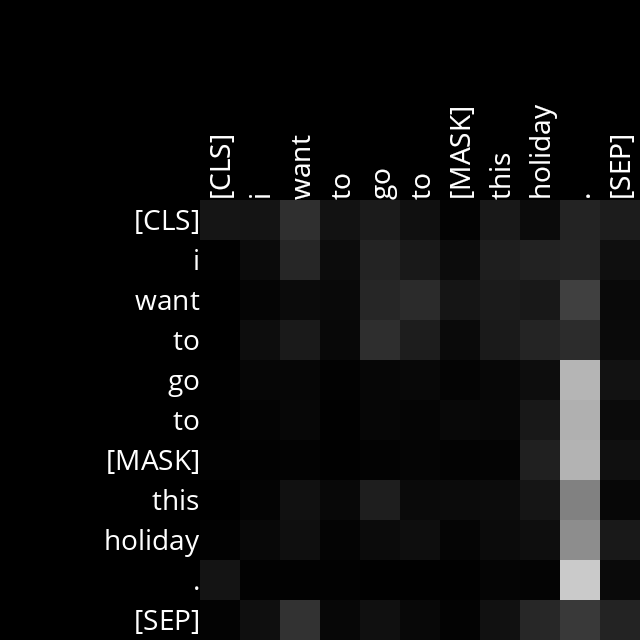 [CLS] i want to go to [MASK] this holiday . [SEP]
[CLS]
i
want
to
go
to
[MASK]
this
holiday
.
[SEP]